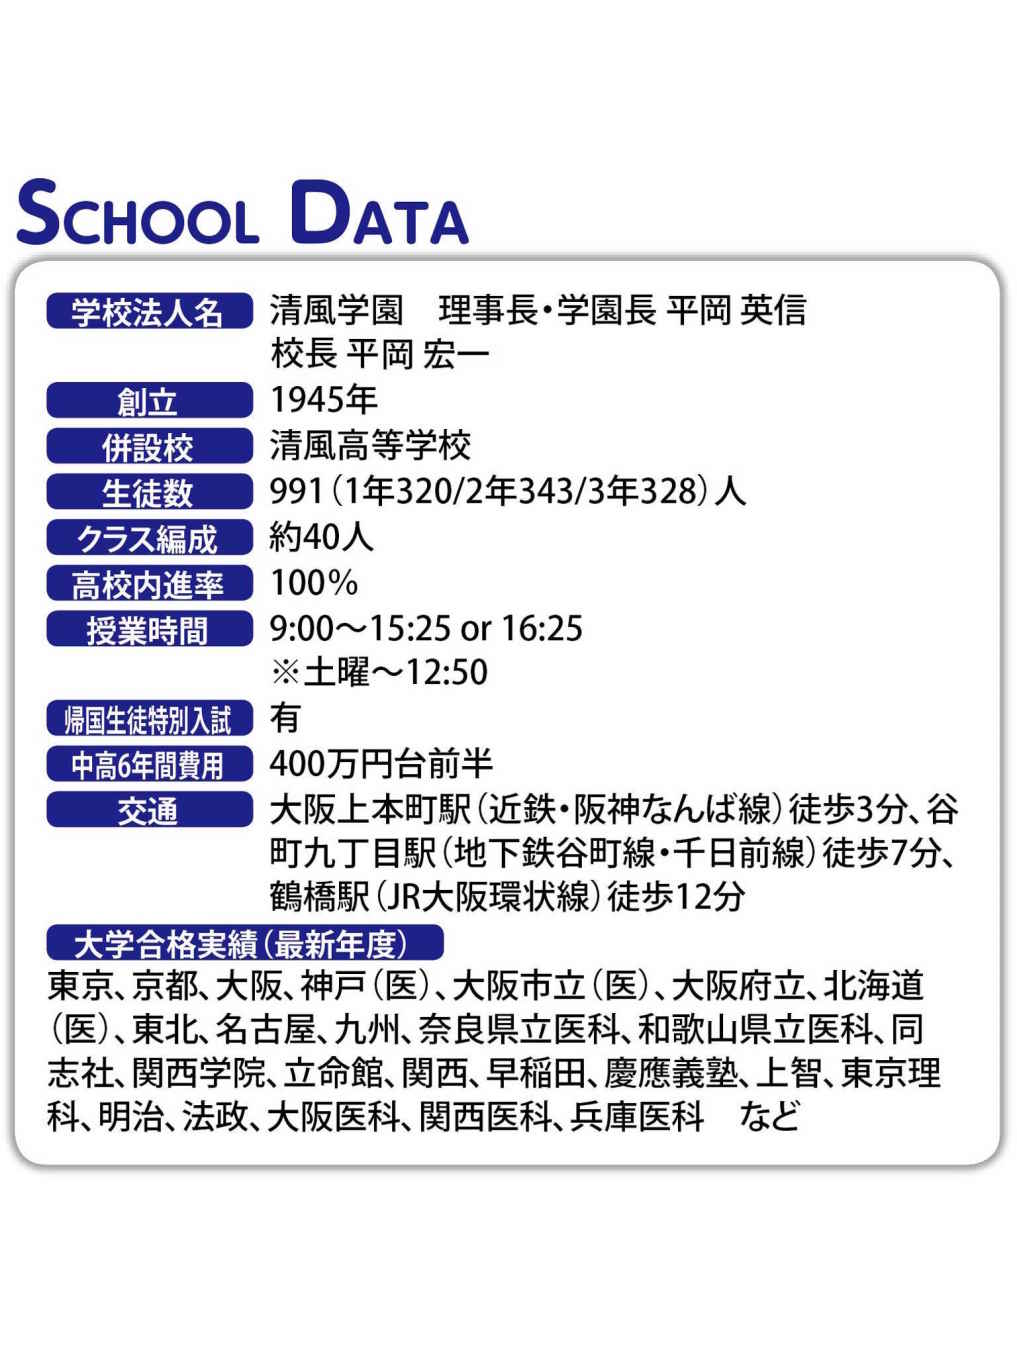 SCHOOL DATA
学校法人名 清風学園　理事長・学園長 平岡 英信
校長 平岡 宏一
創立 1945年
併設校 清風高等学校
生徒数 991（1年320/2年343/3年328）人
クラス編成 約40人
高校内進率 100%
授業時間 9:00～15:25 or 16:25
※土曜～12:50
帰国生徒特別入試 有
中高6年間費用 400万円台前半
交通 大阪上本町駅（近鉄・阪神なんば線）徒歩3分、谷
町九丁目駅（地下鉄谷町線・千日前線）徒歩7分、
鶴橋駅（JR大阪環状線）徒歩12分
大学合格実績（最新年度）
東京、京都、大阪、神戸（医）、大阪市立（医）、大阪府立、北海道
（医）、東北、名古屋、九州、奈良県立医科、和歌山県立医科、同
志社、関西学院、立命館、関西、早稲田、慶應義塾、上智、東京理
科、明治、法政、大阪医科、関西医科、兵庫医科　など